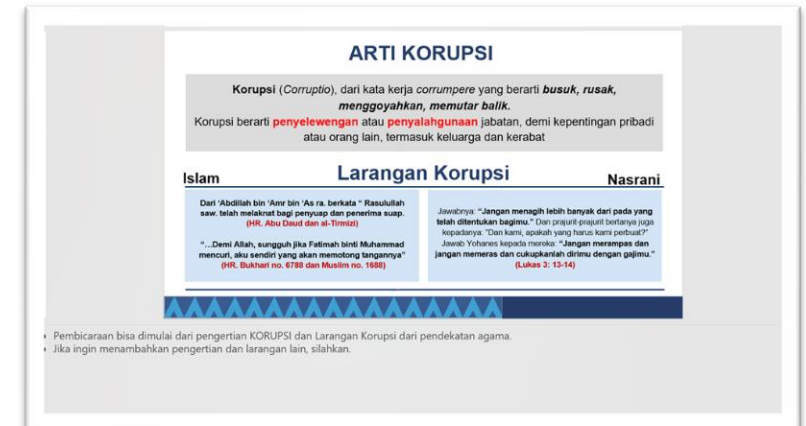 ARTI KORUPSI
Korupsi (Corruptio), dari kata kerja corrumpere yang berarti busuk, rusak,
menggoyahkan, memutar balik.
Korupsi berarti penyelewengan atau penyalahgunaan jabatan, demi kepentingan pribadi
atau orang lain, termasuk keluarga dan kerabat
Larangan Korupsi
Islam
Dari 'Abdillah bin 'Amr bin 'As ra. berkata " Rasulullah
saw. telah melaknat bagi penyuap dan penerima suap.
(HR. Abu Daud dan al-Tirmizi)
"...Demi Allah, sungguh jika Fatimah binti Muhammad
mencuri, aku sendiri yang akan memotong tangannya"
(HR. Bukhari no. 6788 dan Muslim no. 1688)
Nasrani
Jawabnya: "Jangan menagih lebih banyak dari pada yang
telah ditentukan bagimu." Dan prajurit-prajurit bertanya juga
kepadanya: "Dan kami, apakah yang harus kami perbuat?"
Jawab Yohanes kepada mereka: "Jangan merampas dan
jangan memeras dan cukupkanlah dirimu dengan gajimu."
(Lukas 3: 13-14)
• Pembicaraan bisa dimulai dari pengertian KORUPSI dan Larangan Korupsi dari pendekatan agama.
• Jika ingin menambahkan pengertian dan larangan lain, silahkan.